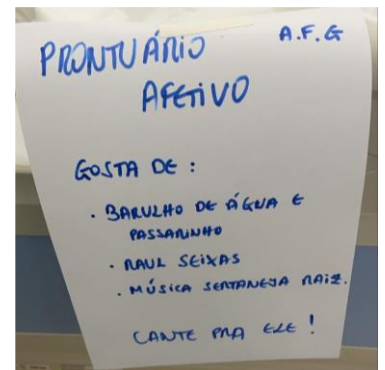 PRONTUÁRIO A.F.G
AFETIVO
GOSTA DE :
. BARULHO DE ÁGUA E
PASSARINHO
. RAUL SEIXAS
. MÚSICA SERTANEJA RAIZ.
CANTE PRA ELE !